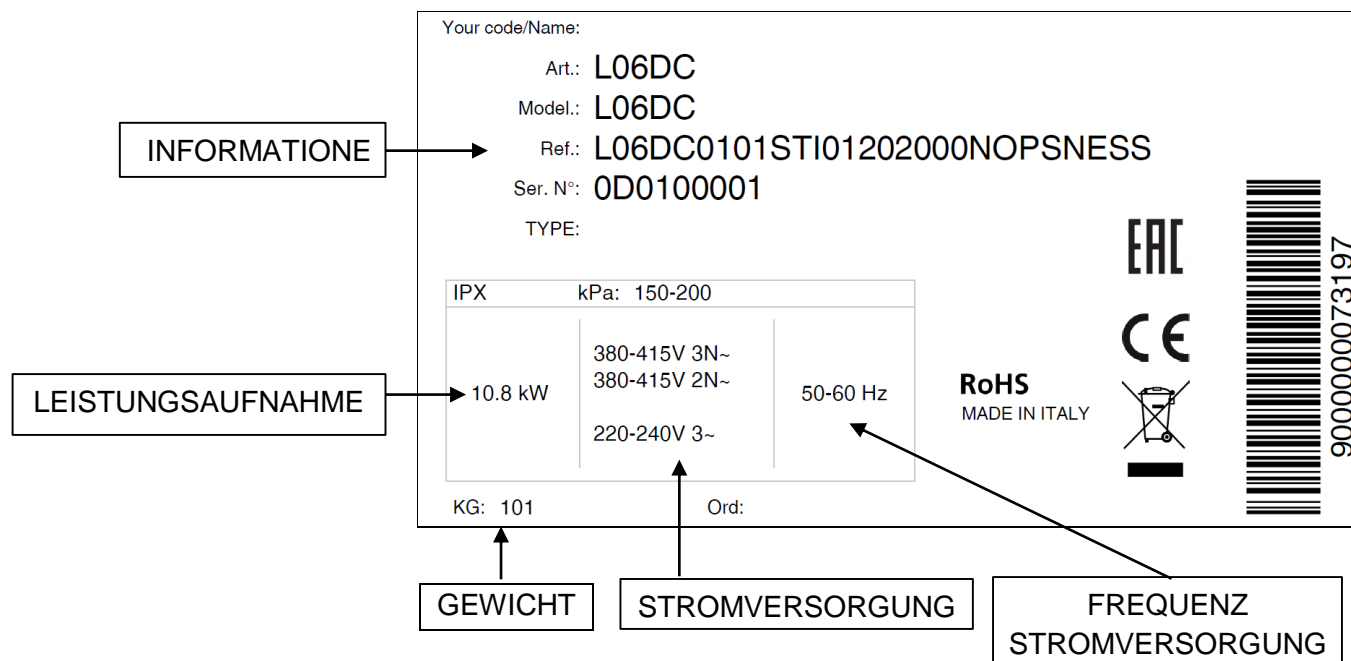 Your code/Name:
Art.: L06DC
Model.: L06DC
INFORMATIONE
Ref.: L06DC0101STI01202000NOPSNESS
Ser. N°: 0D0100001
TYPE:
EAC
IPX kPa: 150-200
380-415V 3N~
380-415V 2N~
LEISTUNGSAUFNAHME
10.8 kW
50-60 Hz
220-240V 3~
CE
RoHS
MADE IN ITALY
9000000073197
KG: 101 Ord:
GEWICHT
STROMVERSORGUNG
FREQUENZ
STROMVERSORGUNG